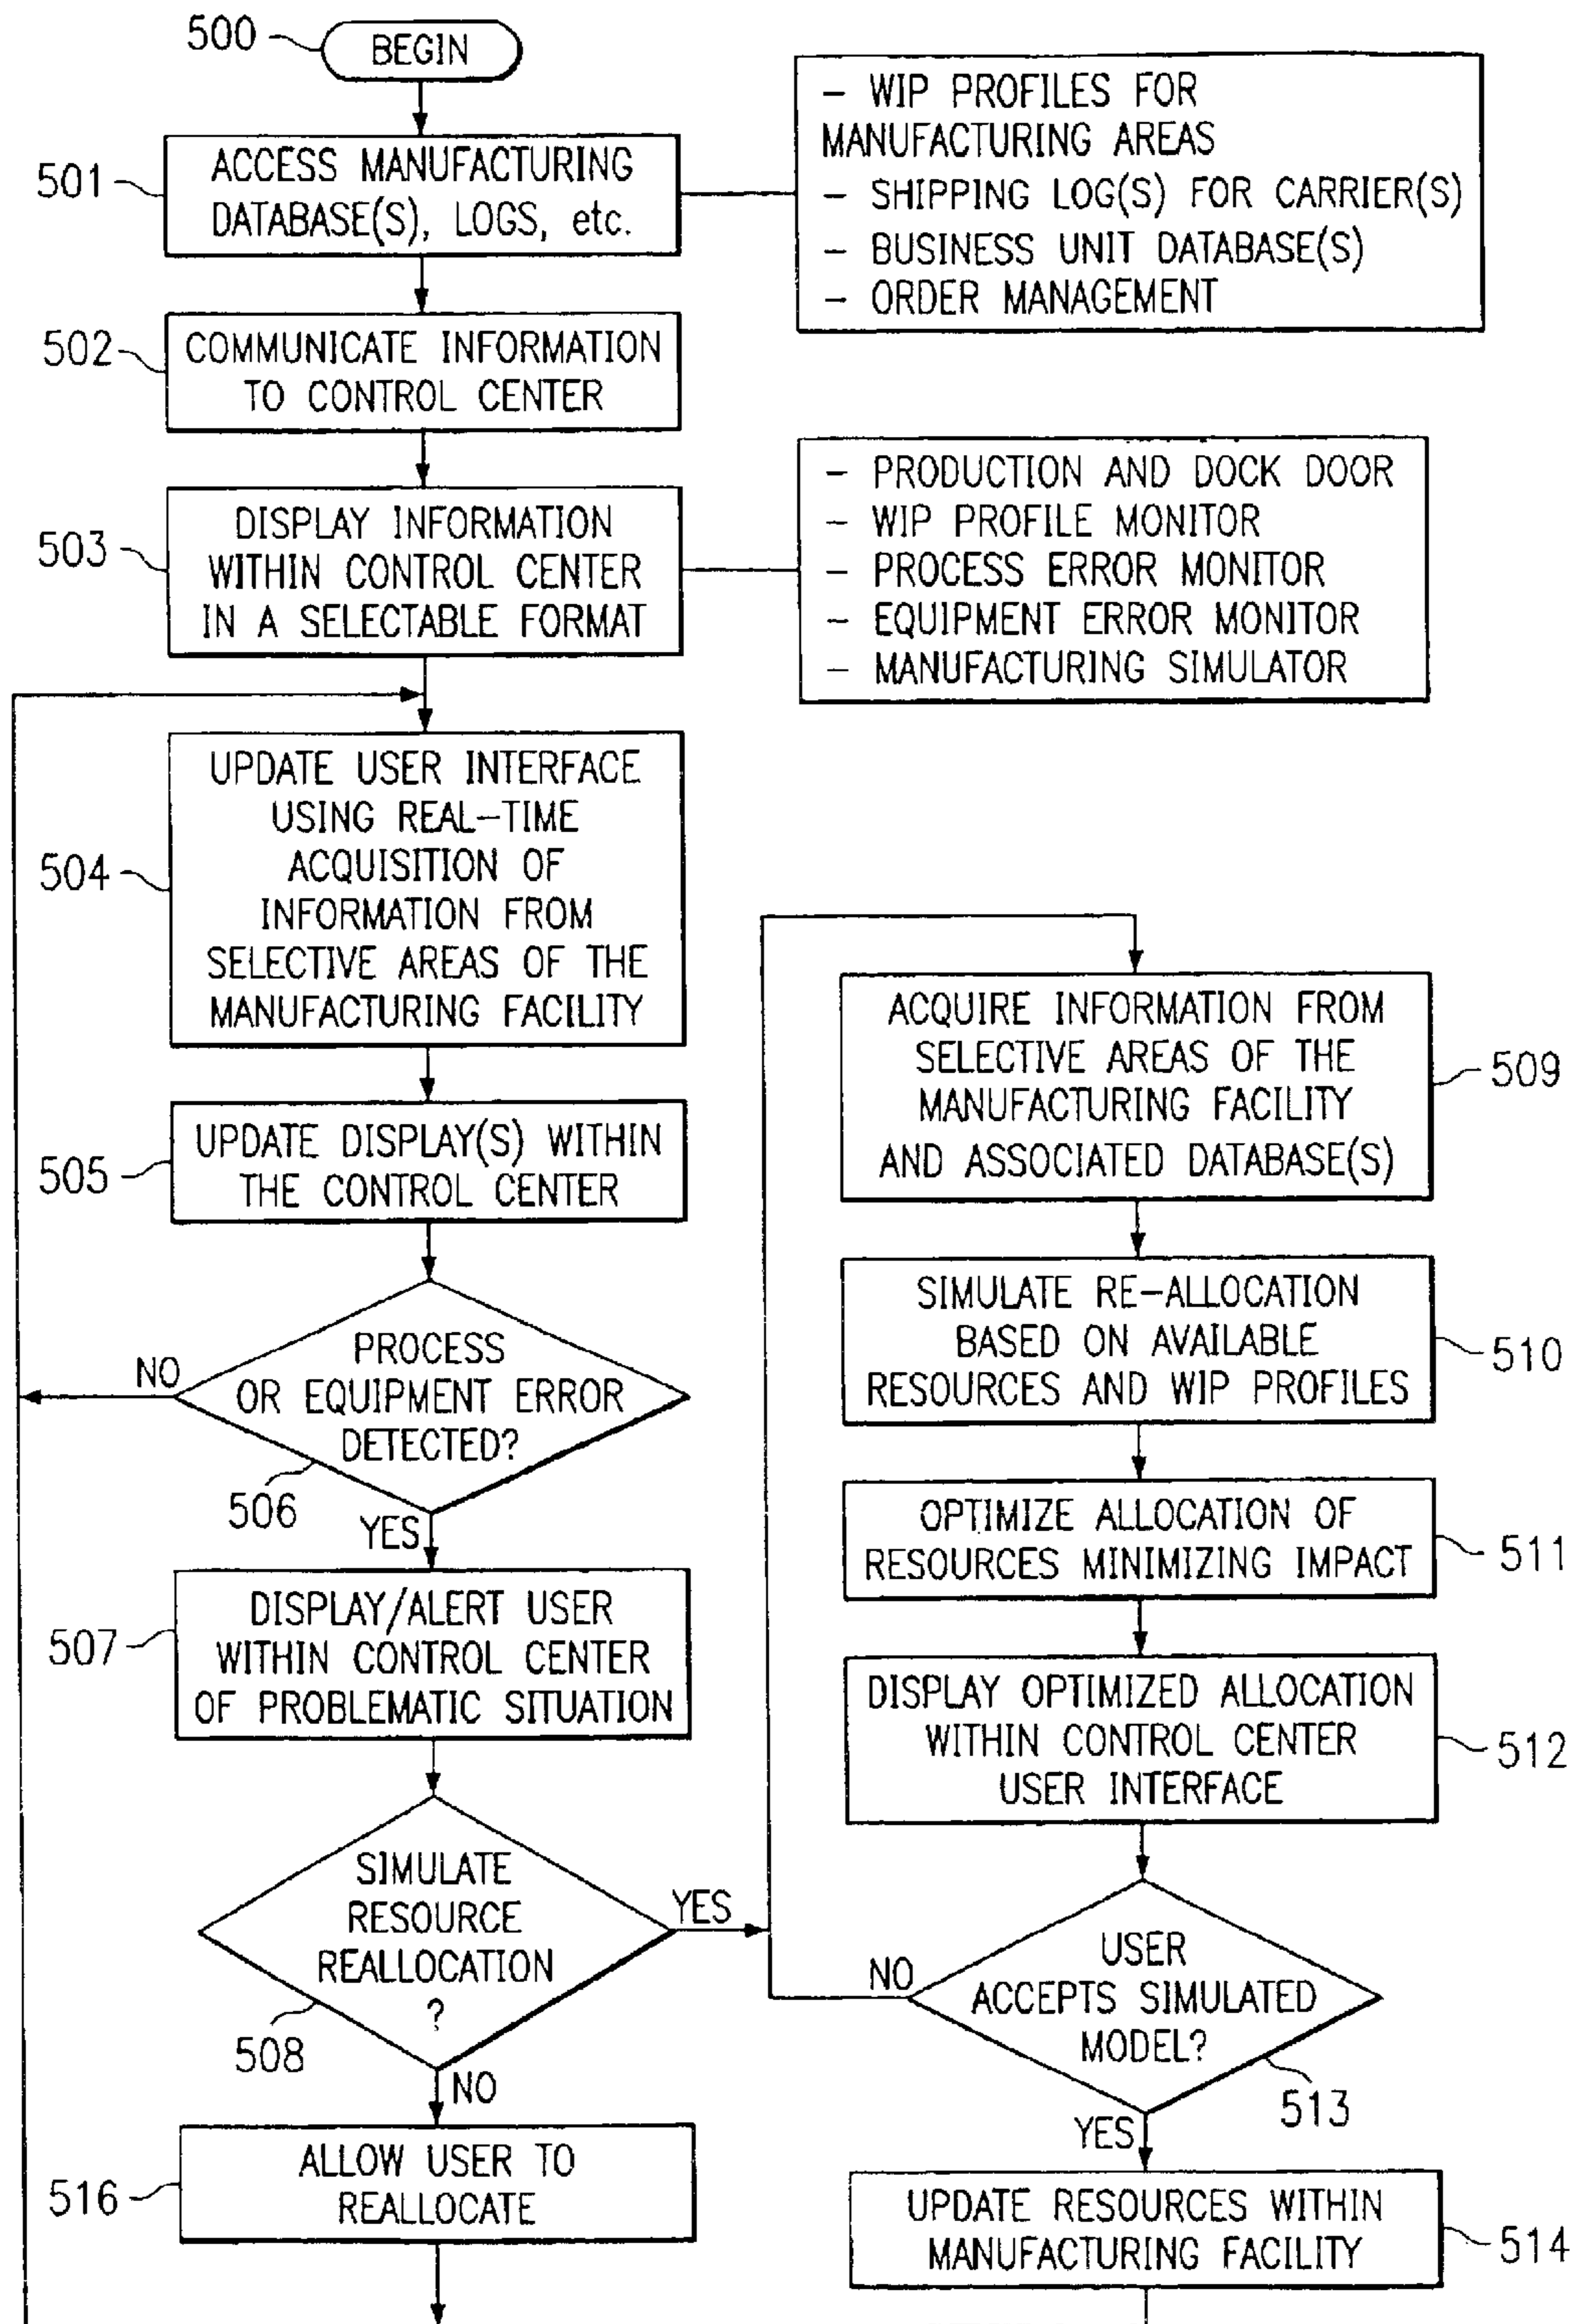 500
BEGIN
501
ACCESS MANUFACTURING
DATABASE(S), LOGS, etc.
- WIP PROFILES FOR
MANUFACTURING AREAS
- SHIPPING LOG(S) FOR CARRIER(S)
- BUSINESS UNIT DATABASE(S)
- ORDER MANAGEMENT
502
COMMUNICATE INFORMATION
TO CONTROL CENTER
503
DISPLAY INFORMATION
WITHIN CONTROL CENTER
IN A SELECTABLE FORMAT
- PRODUCTION AND DOCK DOOR
- WIP PROFILE MONITOR
- PROCESS ERROR MONITOR
- EQUIPMENT ERROR MONITOR
- MANUFACTURING SIMULATOR
504
UPDATE USER INTERFACE
USING REAL-TIME
ACQUISITION OF
INFORMATION FROM
SELECTIVE AREAS OF THE
MANUFACTURING FACILITY
505
UPDATE DISPLAY(S) WITHIN
THE CONTROL CENTER
NO
PROCESS
OR EQUIPMENT ERROR
DETECTED?
506
YES
507
DISPLAY/ALERT USER
WITHIN CONTROL CENTER
OF PROBLEMATIC SITUATION
SIMULATE
RESOURCE
REALLOCATION
?
508
YES
NO
516
ALLOW USER TO
REALLOCATE
ACQUIRE INFORMATION FROM
SELECTIVE AREAS OF THE
MANUFACTURING FACILITY
AND ASSOCIATED DATABASE(S)
509
SIMULATE RE-ALLOCATION
BASED ON AVAILABLE
RESOURCES AND WIP PROFILES
510
OPTIMIZE ALLOCATION OF
RESOURCES MINIMIZING IMPACT
511
DISPLAY OPTIMIZED ALLOCATION
WITHIN CONTROL CENTER
USER INTERFACE
512
NO
USER
ACCEPTS SIMULATED
MODEL?
513
YES
UPDATE RESOURCES WITHIN
MANUFACTURING FACILITY
514